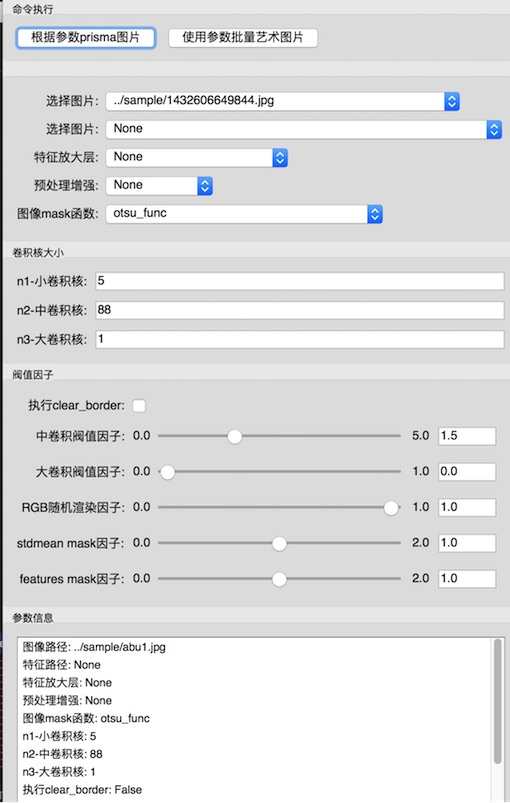 命令执行
根据参数prisma图片 使用参数批量艺术图片
选择图片: ../sample/1432606649844.jpg
选择图片: None
特征放大层: None
预处理增强: None
图像mask函数: otsu_func
卷积核大小
n1-小卷积核: 5
n2-中卷积核: 88
n3-大卷积核: 1
阀值因子
执行clear_border:
中卷积阀值因子: 0.0 5.0 1.5
大卷积阀值因子: 0.0 1.0 0.0
RGB随机渲染因子: 0.0 1.0 1.0
stdmean mask因子: 0.0 2.0 1.0
features mask因子: 0.0 2.0 1.0
参数信息
图像路径: ../sample/abu1.jpg
特征路径: None
特征放大层: None
预处理增强: None
图像mask函数: otsu_func
n1-小卷积核: 5
n2-中卷积核: 88
n3-大卷积核: 1
执行clear_border: False